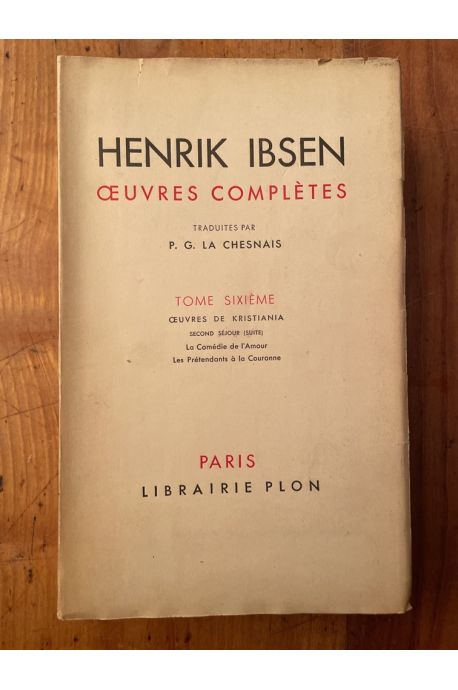 HENRIK IBSEN
ŒUVRES COMPLÈTES
TRADUITES PAR
P. G. LA CHESNAIS
TOME SIXIÈME
ŒUVRES DE KRISTIANIA
SECOND SÉJOUR (SUITE)
La Comédie de l'Amour
Les Prétendants à la Couronne
PARIS
LIBRAIRIE PLON